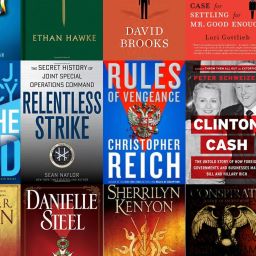 ETHAN HAWKE
DAVID
BROOKS
CASE FOR
SETTLING FOR
MR. GOOD ENOUGH
Lori Gottlieb
THE SECRET HISTORY OF
JOINT SPECIAL
OPERATIONS COMMAND
RELENTLESS
STRIKE
SEAN NAYLOR
RULES
OF VENGEANCE
CHRISTOPHER
REICH
PETER SCHWEIZER
CLINTON
CASH
THE UNTOLD STORY OF HOW FOREIGN
GOVERNMENTS AND BUSINESSES HELPED MAKE
BILL AND HILLARY RICH
DANIELLE
STEEL
SHERRILYN
KENYON